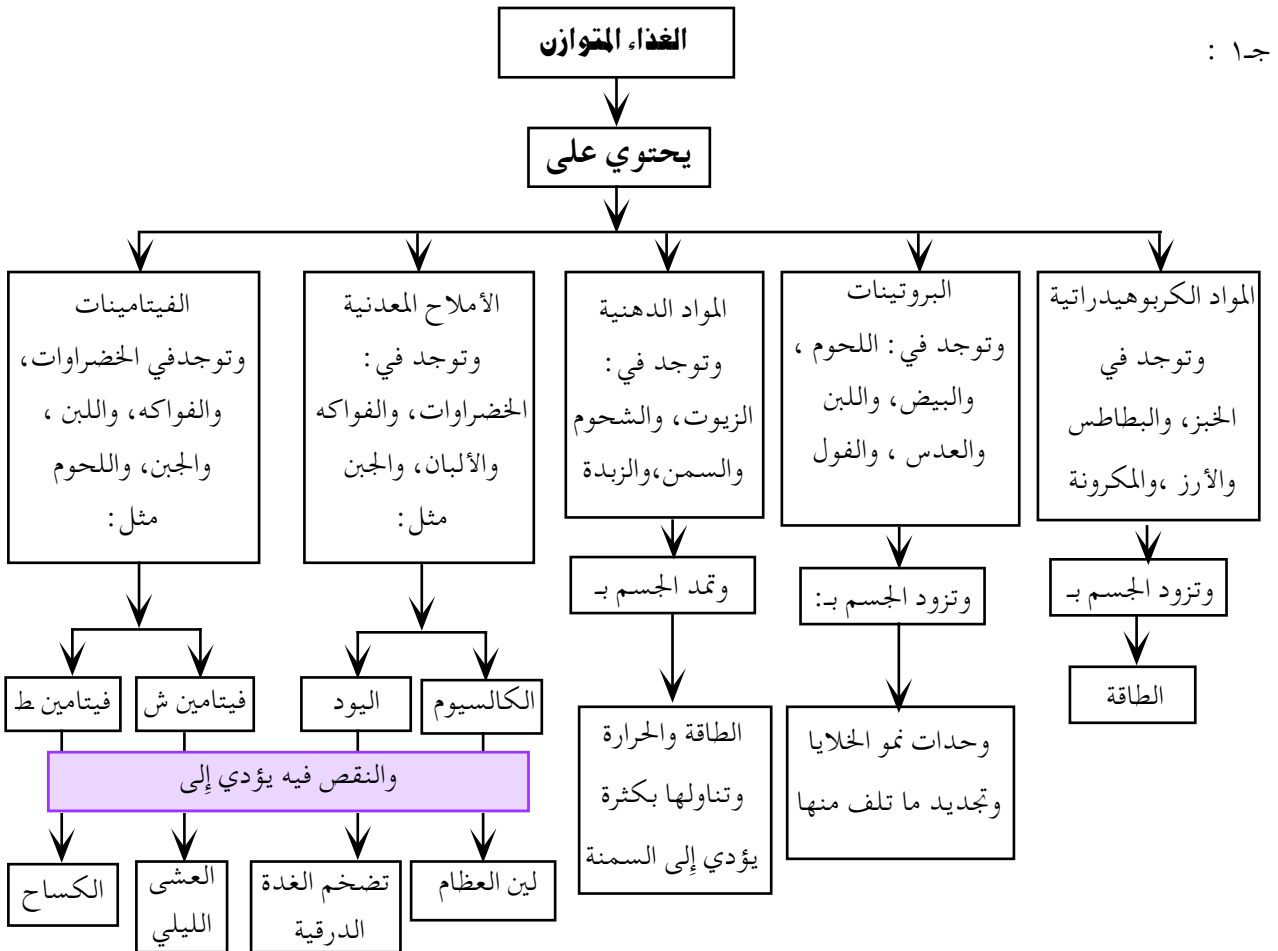 جـ١ :
الغذاء المتوازن
يحتوي على
المواد الكربوهيدراتية
وتوجد في
الخبز، والبطاطس
والأرز ،والمكرونة
وتزود الجسم بـ
الطاقة
البروتينات
وتوجد في : اللحوم ،
والبيض، واللبن
والعدس ، والفول
وتزود الجسم بـ:
وحدات نمو الخلايا
وتجديد ما تلف منها
المواد الدهنية
وتوجد في :
الزيوت، والشحوم
والسمن،والزبدة
وتمد الجسم بـ
الطاقة والحرارة
وتناولها بكثرة
يؤدي إِلى السمنة
الأملاح المعدنية
وتوجد في :
الخضراوات، والفواكه
والألبان، والجبن
مثل :
الكالسيوم
اليود
الفيتامينات
وتوجدفي الخضراوات،
والفواكه، واللبن ،
والجبن، واللحوم
مثل :
فيتامين ش
فيتامين ط
والنقص فيه يؤدي إِلى
لين العظام
تضخم الغدة
الدرقية
العشى
الليلي
الكساح